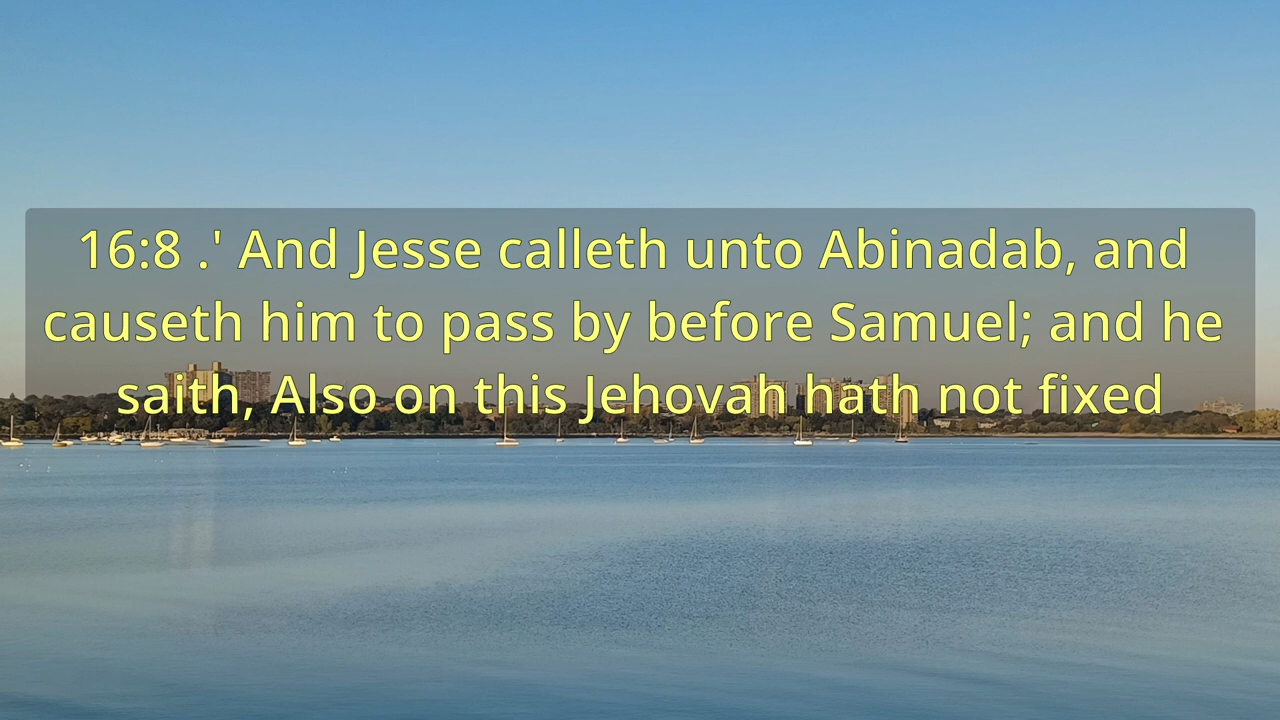 16:8 .' And Jesse calleth unto Abinadab, and
causeth him to pass by before Samuel; and he
saith, Also on this Jehovah hath not fixed